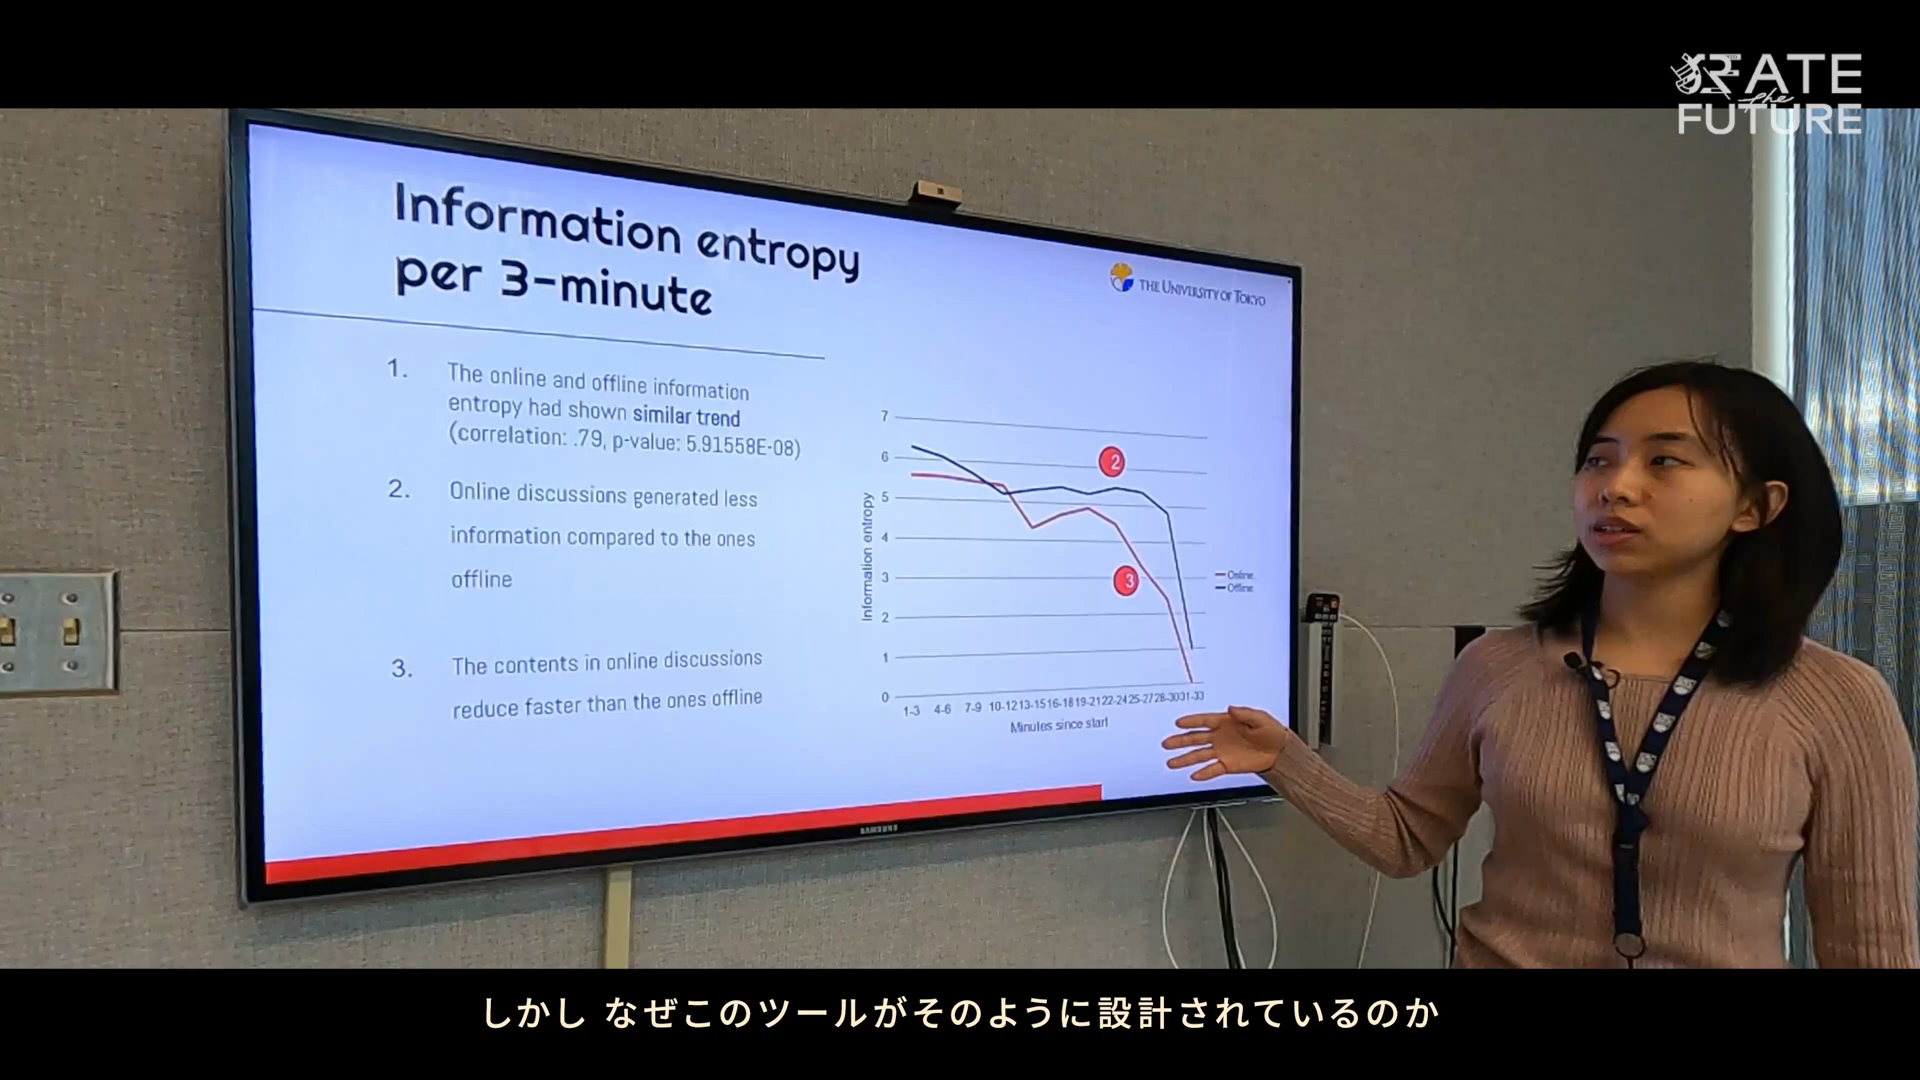 CREATE
the
FUTURE
Information entropy
per 3-minute
THE UNIVERSITY OF TOKYO
1. The online and offline information
entropy had shown similar trend
(correlation: .79, p-value: 5.91558E-08)
2. Online discussions generated less
information compared to the ones
offline
3. The contents in online discussions
reduce faster than the ones offline
7
6
5
4
3
2
1
0
Information entropy
2
3
Online
Offline
1-3 4-6 7-9 10-12 13-15 16-18 19-21 22-24 25-27 28-30 31-33
Minutes since start
SAMSUNG
しかし なぜこのツールがそのように設計されているのか